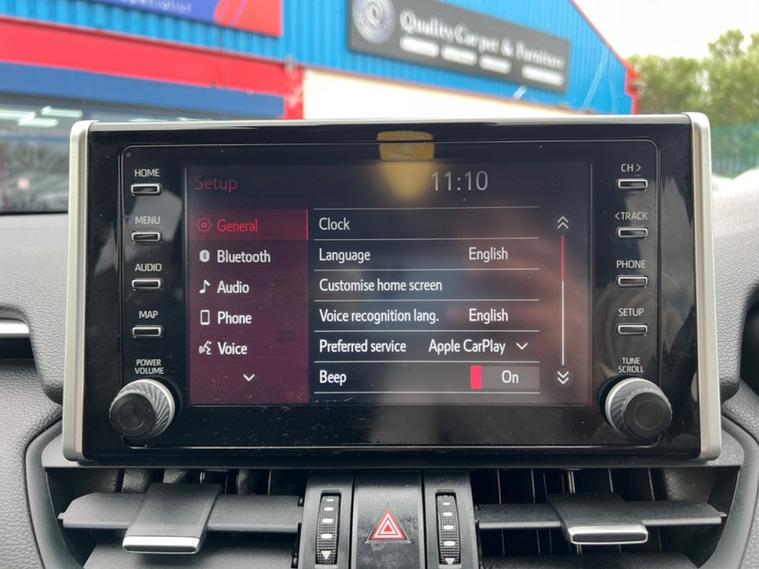 Quality Carpet & Furniture
HOME
MENU
AUDIO
MAP
POWER
VOLUME
Setup 11:10
General
Bluetooth
Audio
Phone
Voice
Clock
Language English
Customise home screen
Voice recognition lang. English
Preferred service Apple CarPlay
Beep On
CH >
< TRACK
PHONE
SETUP
TUNE
SCROLL